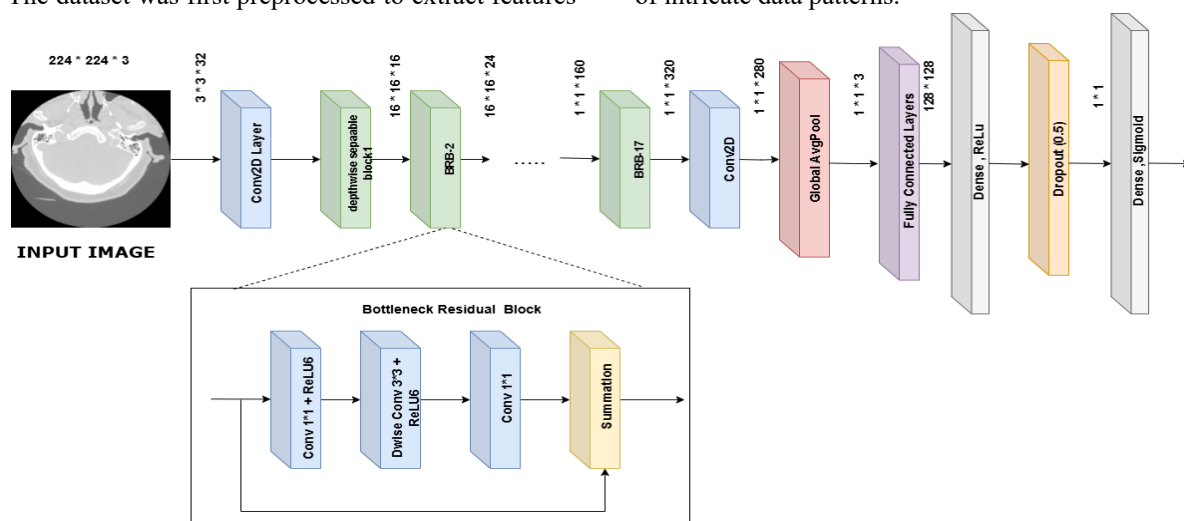 The dataset was first preprocessed to extract features
of intricate data patterns.
224 * 224 * 3
INPUT IMAGE
3 * 3 * 32
Conv2D Layer
depthwise sepaable
block1
16 *16 * 16
BRB-2
16 *16 * 24
.....
1 * 1 * 160
BRB-17
1 * 1 * 320
Conv2D
1 * 1 * 280
Global AvgPool
1 * 1 * 3
Fully Connected Layers
128 * 128
Dense , ReLu
Dropout (0,5)
1 * 1
Dense ,Sigmoid
Bottleneck Residual Block
Conv 1*1 + ReLU6
Dwise Conv 3*3 +
ReLU6
Conv 1*1
Summation